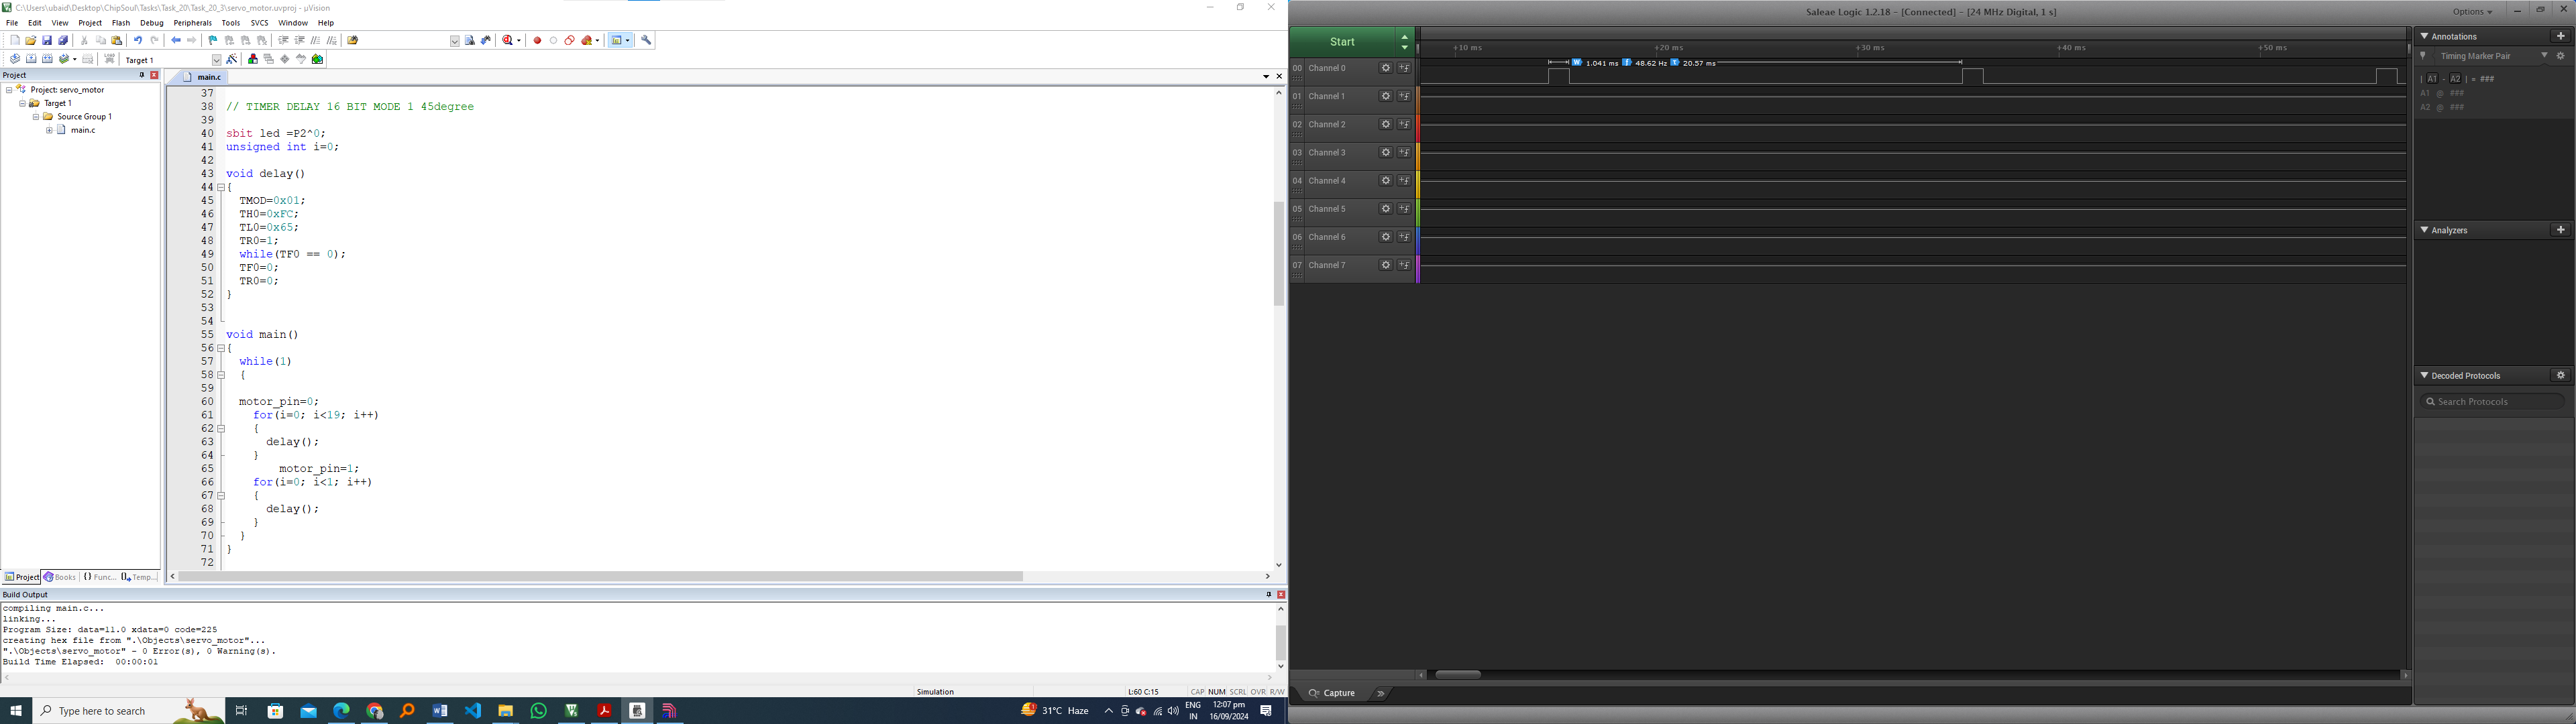 C:\Users\ubaid\Desktop\ChipSoul\Tasks\Task_20\Task_20_3\servo_motor.uvproj - µVision
File Edit View Project Flash Debug Peripherals Tools SVCS Window Help
Target 1
Project
Project: servo_motor
Target 1
Source Group 1
main.c
main.c
37
38 // TIMER DELAY 16 BIT MODE 1 45degree
39
40 sbit led =P2^0;
41 unsigned int i=0;
42
43 void delay()
44 {
45 TMOD=0x01;
46 TH0=0xFC;
47 TL0=0x65;
48 TR0=1;
49 while(TF0 == 0);
50 TF0=0;
51 TR0=0;
52 }
53
54
55 void main()
56 {
57 while(1)
58 {
59
60 motor_pin=0;
61 for(i=0; i<19; i++)
62 {
63 delay();
64 }
65 motor_pin=1;
66 for(i=0; i<1; i++)
67 {
68 delay();
69 }
70 }
71 }
72
Project Books {} Func... 0. Temp...
Build Output
compiling main.c...
linking...
Program Size: data=11.0 xdata=0 code=225
creating hex file from ".\Objects\servo_motor"...
".\Objects\servo_motor" - 0 Error(s), 0 Warning(s).
Build Time Elapsed: 00:00:01
Simulation L:60 C:15 CAP NUM SCRL OVR R/W
Type here to search
31°C Haze
ENG
IN
12:07 pm
16/09/2024
Saleae Logic 1.2.18 - [Connected] - [24 MHz Digital, 1 s]
Options
Start
+10 ms +20 ms +30 ms +40 ms +50 ms
W 1.041 ms f 48.62 Hz T 20.57 ms
00 Channel 0
01 Channel 1
02 Channel 2
03 Channel 3
04 Channel 4
05 Channel 5
06 Channel 6
07 Channel 7
Capture
Annotations
Timing Marker Pair
| A1 - A2 | = ###
A1 @ ###
A2 @ ###
Analyzers
Decoded Protocols
Search Protocols